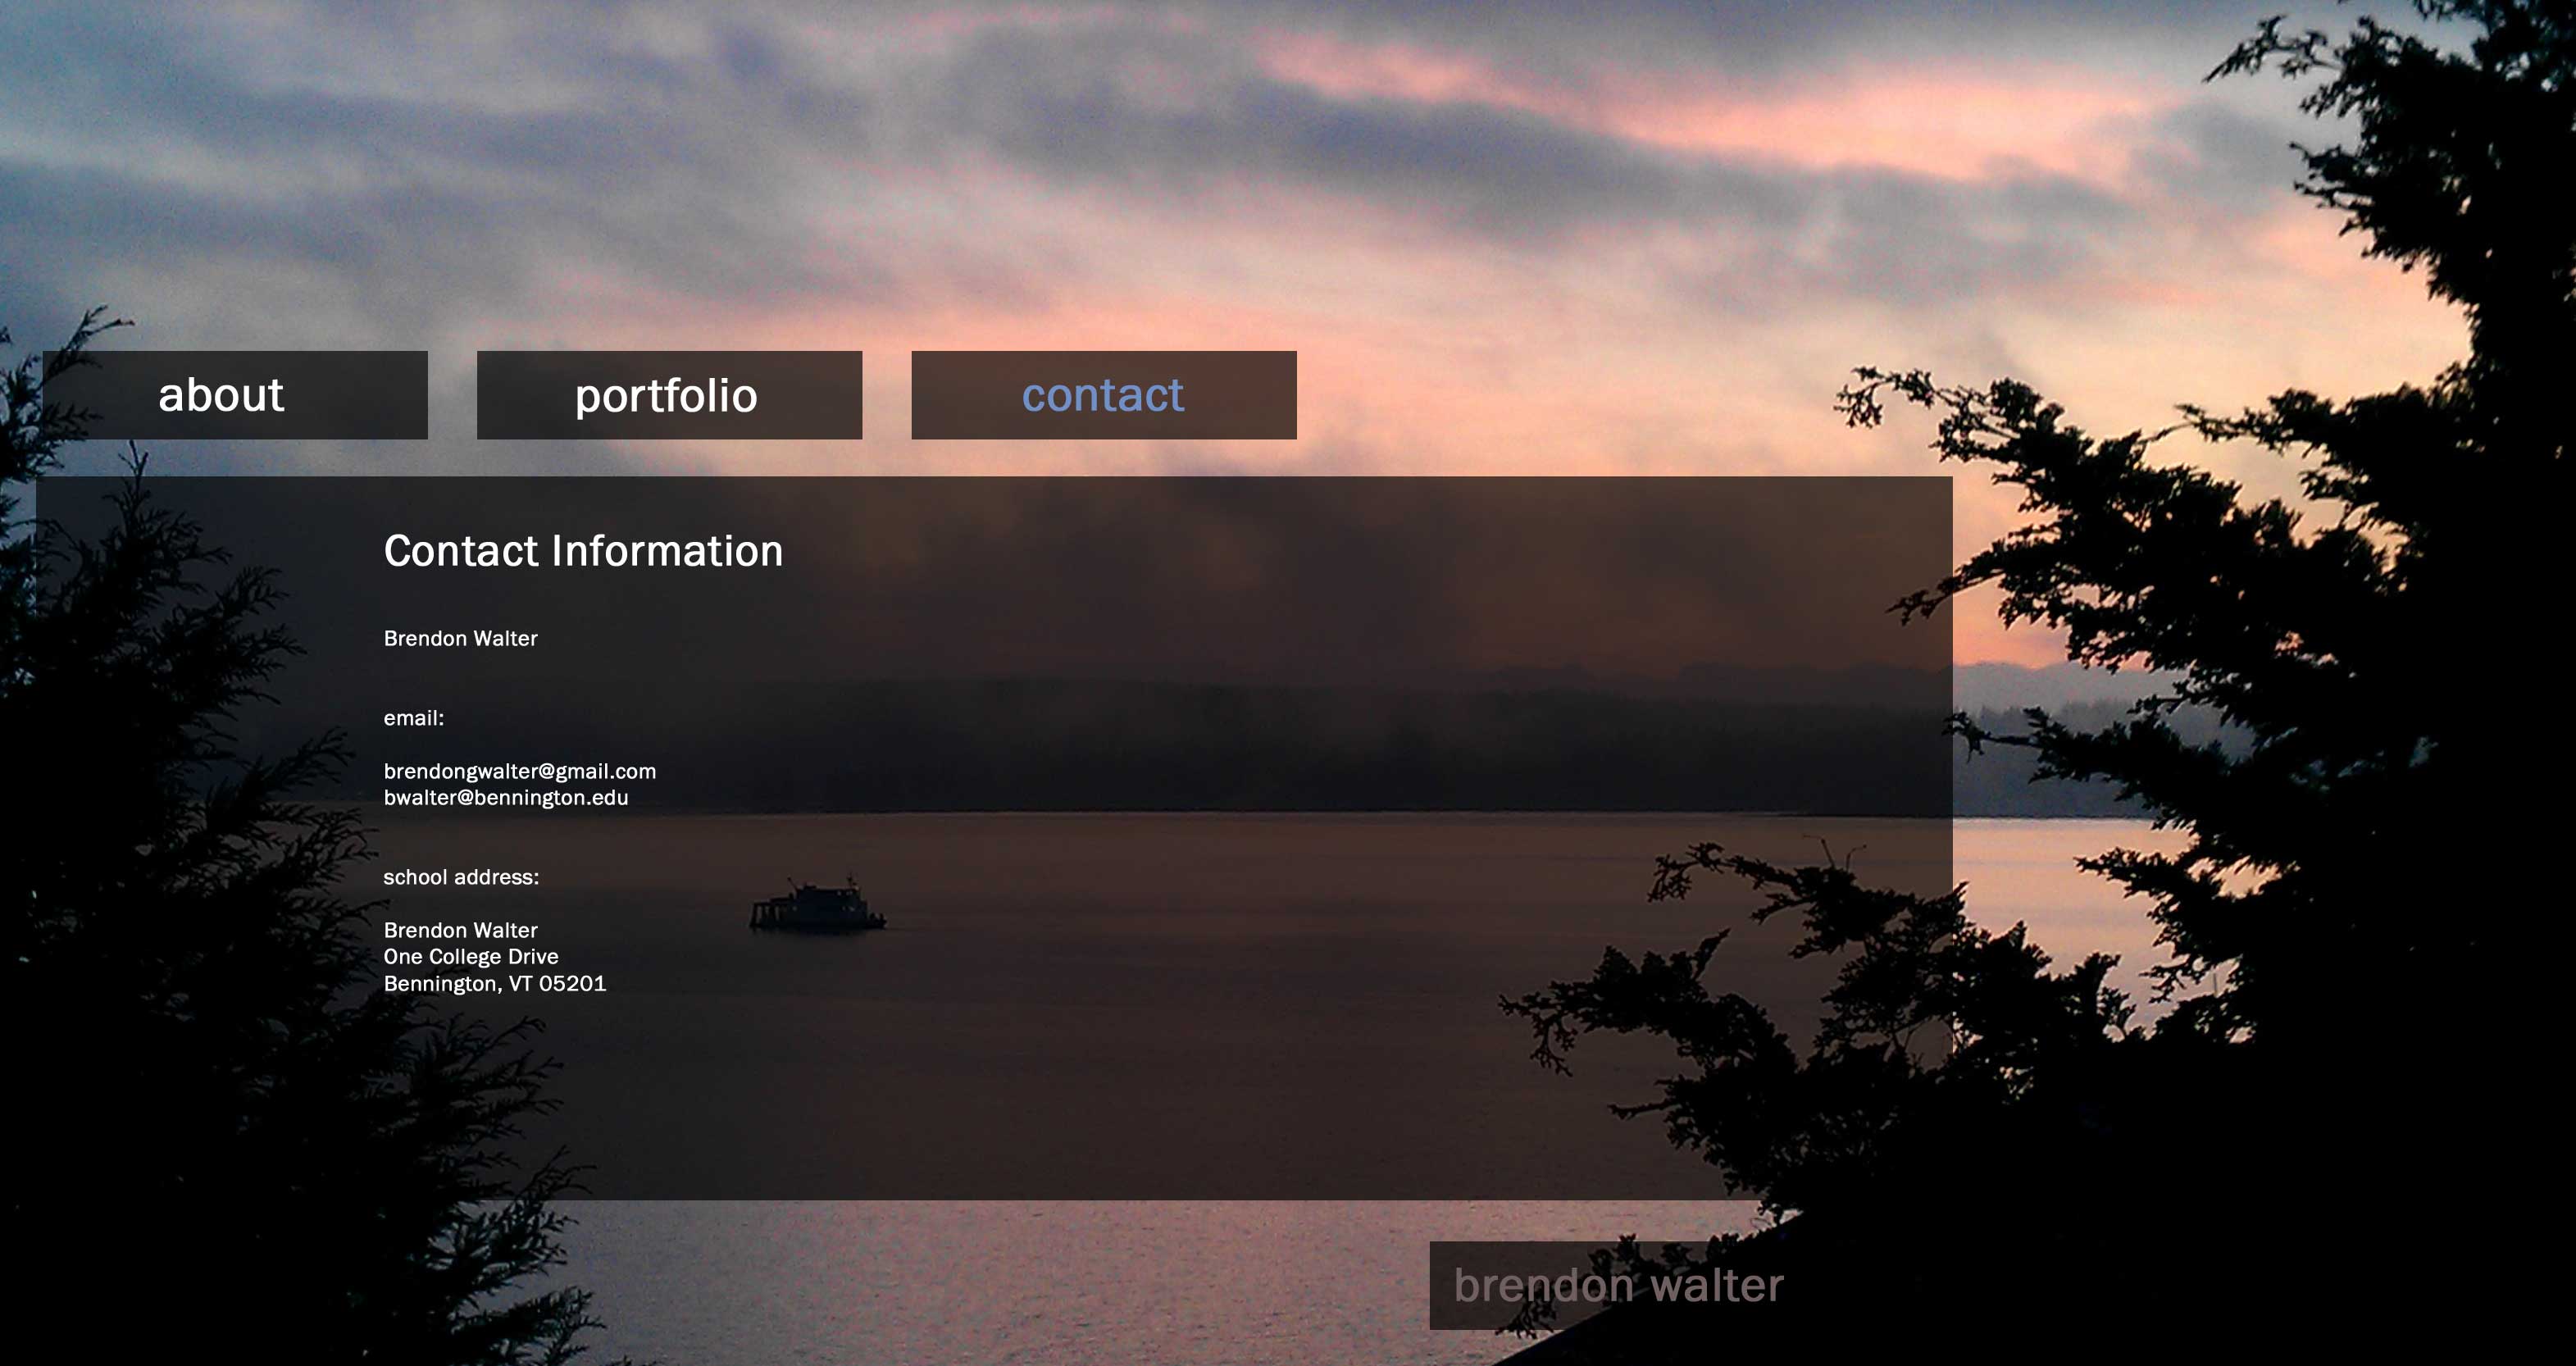 about
portfolio
contact
Contact Information
Brendon Walter
email:
brendongwalter@gmail.com
bwalter@bennington.edu
school address:
Brendon Walter
One College Drive
Bennington, VT 05201
brendon walter